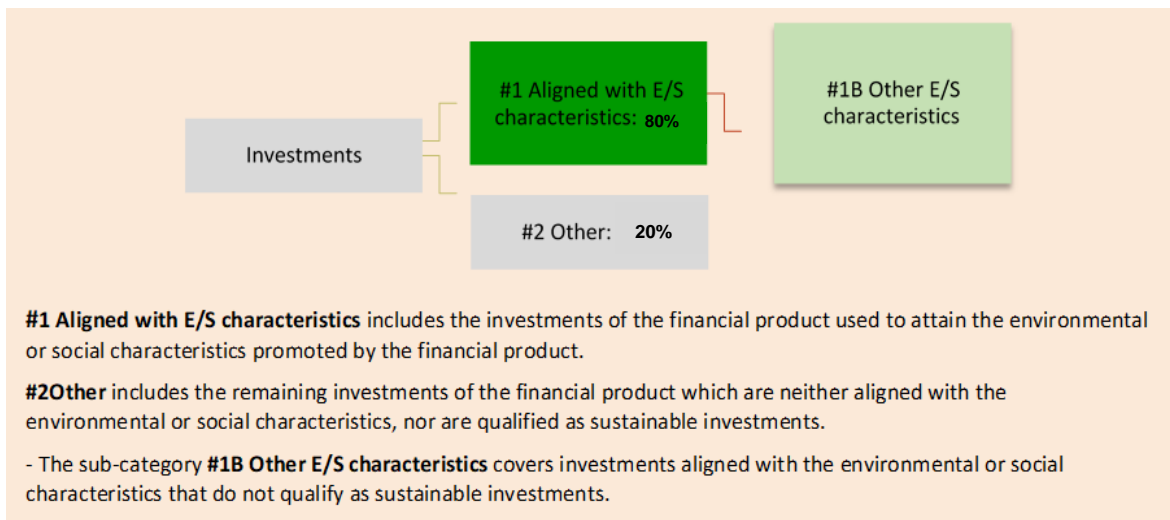 #1 Aligned with E/S
characteristics: 80%
#1B Other E/S
characteristics
Investments
#2 Other: 20%
#1 Aligned with E/S characteristics includes the investments of the financial product used to attain the environmental
or social characteristics promoted by the financial product.
#2Other includes the remaining investments of the financial product which are neither aligned with the
environmental or social characteristics, nor are qualified as sustainable investments.
- The sub-category #1B Other E/S characteristics covers investments aligned with the environmental or social
characteristics that do not qualify as sustainable investments.